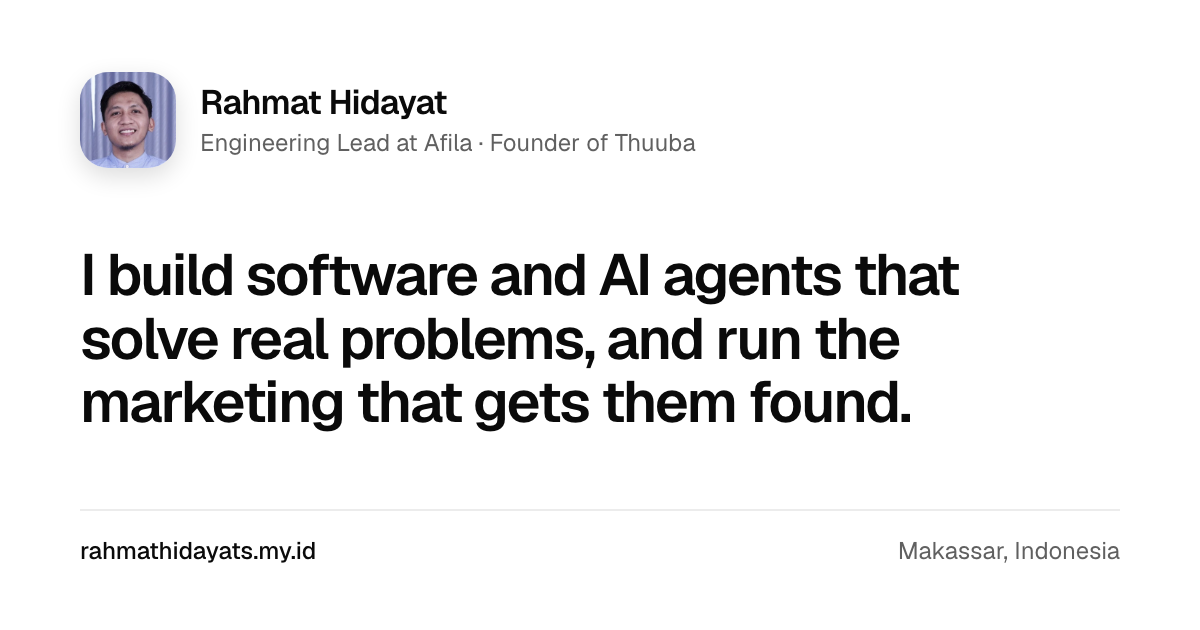 Rahmat Hidayat
Engineering Lead at Afila · Founder of Thuuba
I build software and AI agents that
solve real problems, and run the
marketing that gets them found.
rahmathidayats.my.id
Makassar, Indonesia